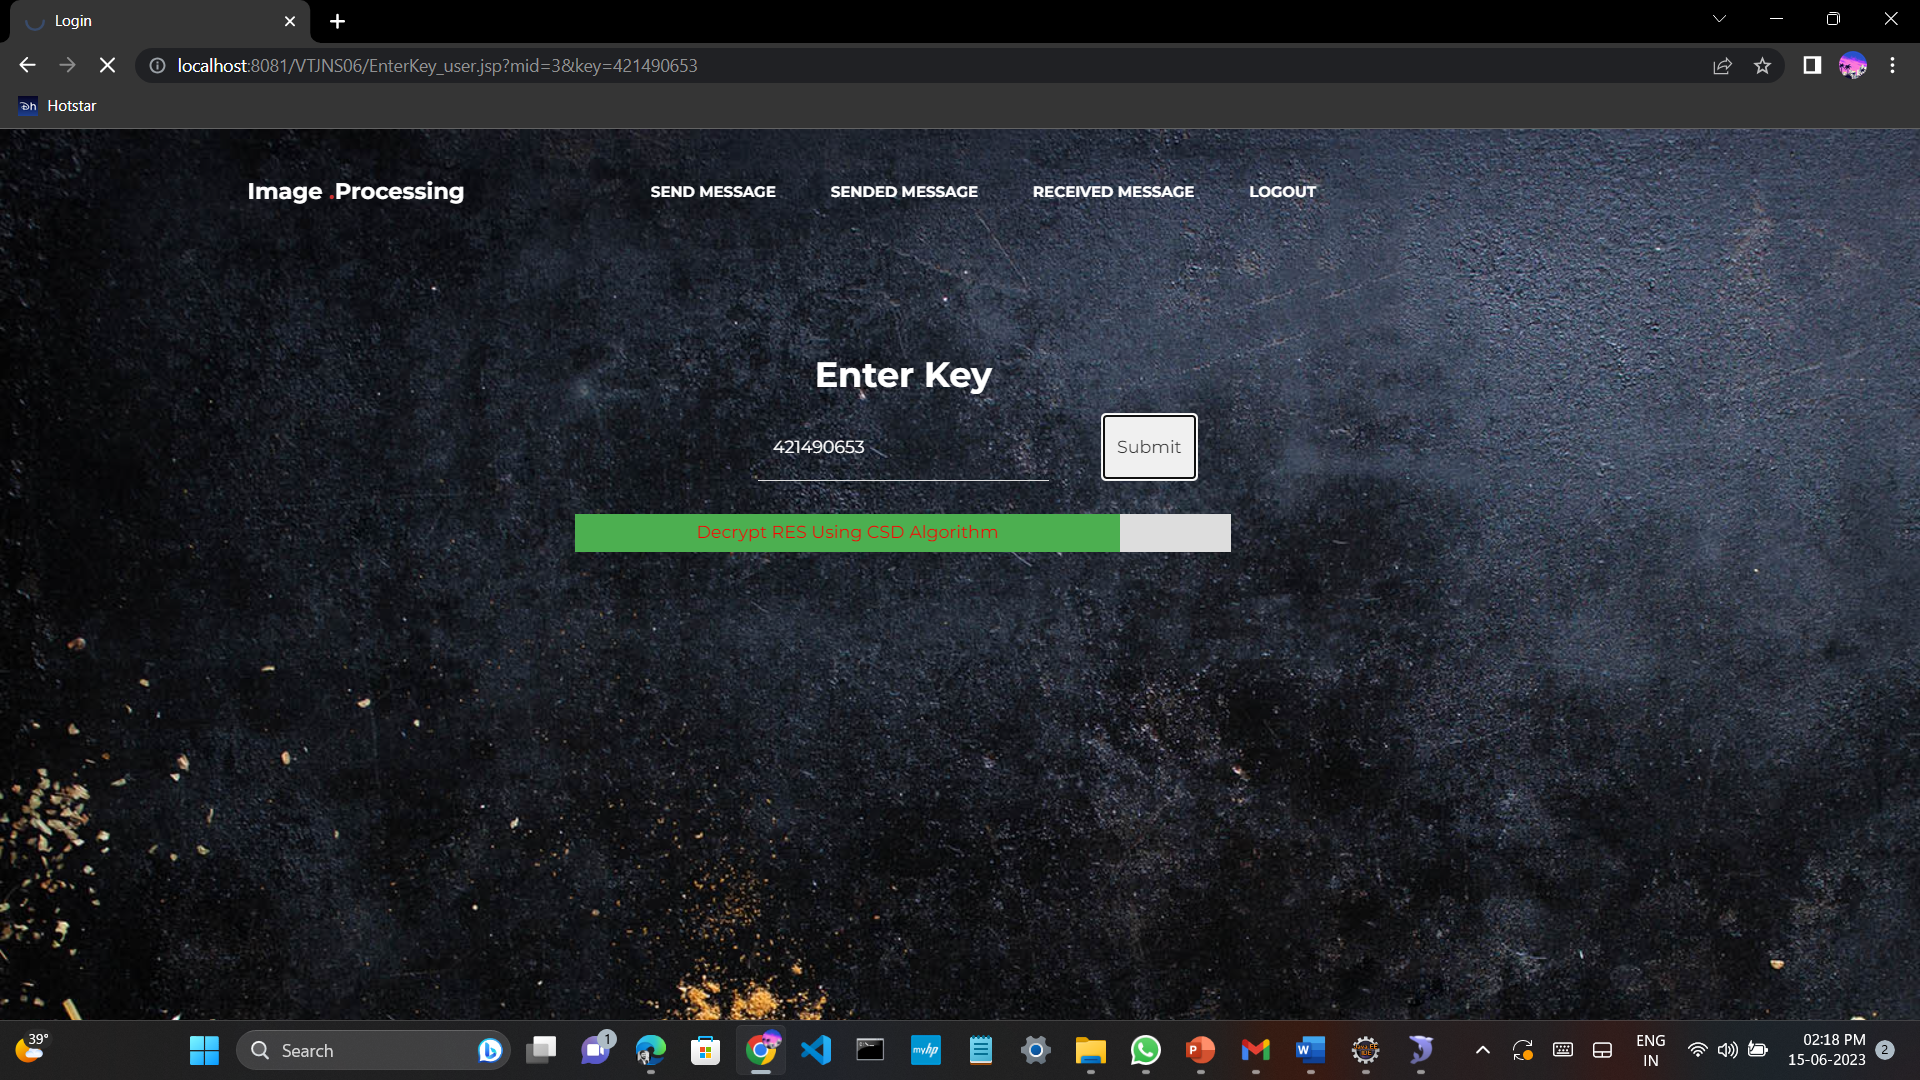 Login
localhost:8081/VTJNS06/EnterKey_user.jsp?mid=3&key=421490653
Hotstar
Image .Processing
SEND MESSAGE SENDED MESSAGE RECEIVED MESSAGE LOGOUT
Enter Key
421490653 Submit
Decrypt RES Using CSD Algorithm
39°
Search
1
myhp
ENG
IN
02:18 PM
15-06-2023
2